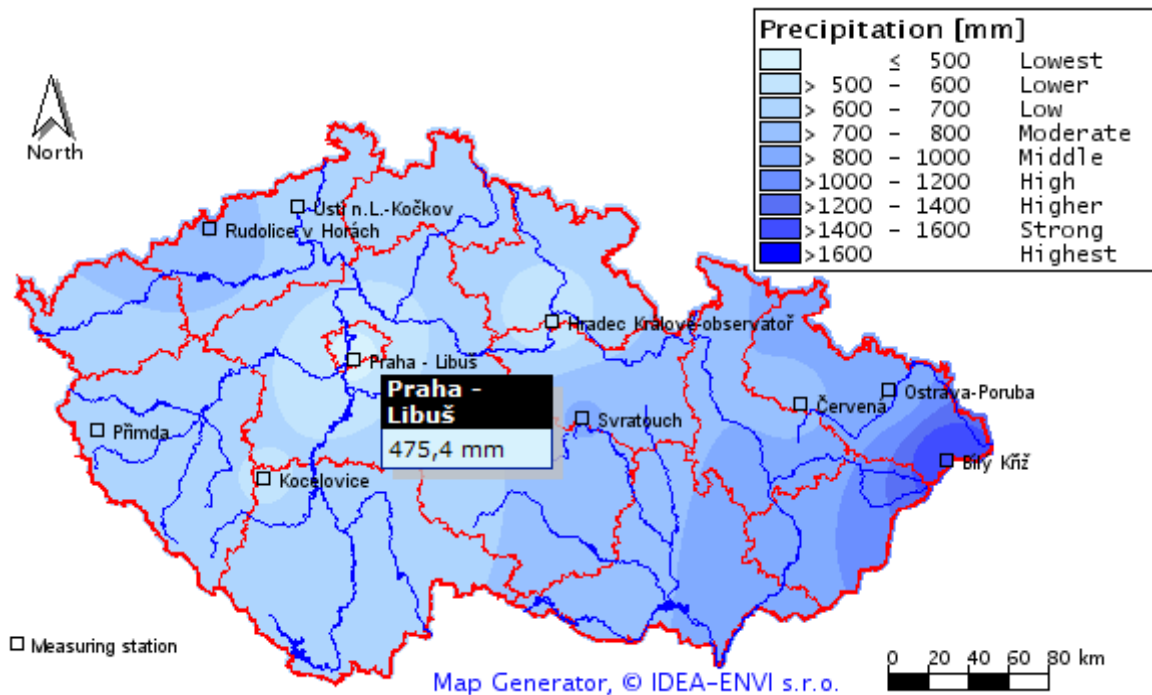 Precipitation [mm]
≤ 500 Lowest
> 500 - 600 Lower
> 600 - 700 Low
> 700 - 800 Moderate
> 800 - 1000 Middle
>1000 - 1200 High
>1200 - 1400 Higher
>1400 - 1600 Strong
>1600 Highest
North
Ústí n.L.-Kočkov
Rudolice v Horách
Hradec Králové-observatoř
Praha - Libuš
Praha -
Libuš
475,4 mm
Ostrava-Poruba
Červená
Svratouch
Přimda
Bílý Kříž
Kocelovice
Measuring station
0 20 40 60 80 km
Map Generator, © IDEA-ENVI s.r.o.